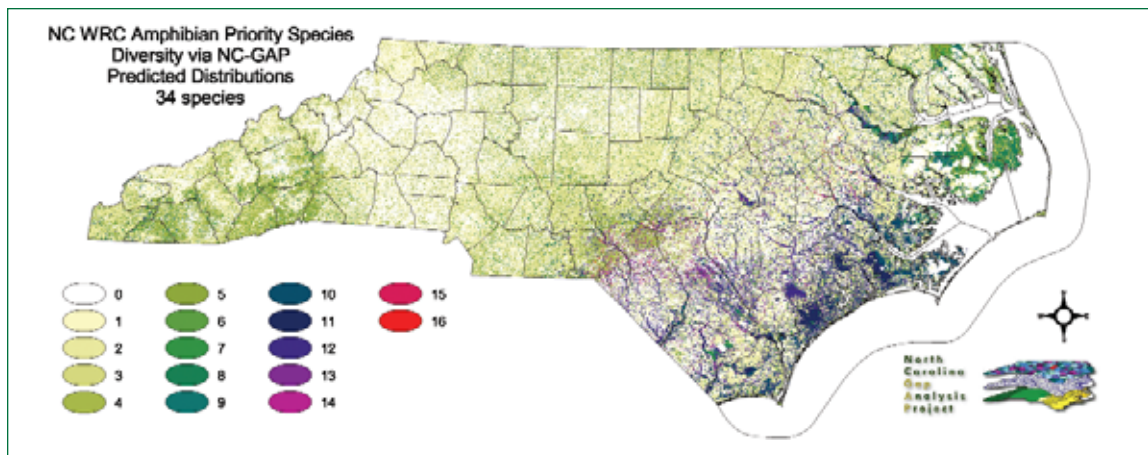 NC WRC Amphibian Priority Species
Diversity via NC-GAP
Predicted Distributions
34 species
0
1
2
3
4
5
6
7
8
9
10
11
12
13
14
15
16
North
Carolina
Gap
Analysis
Project